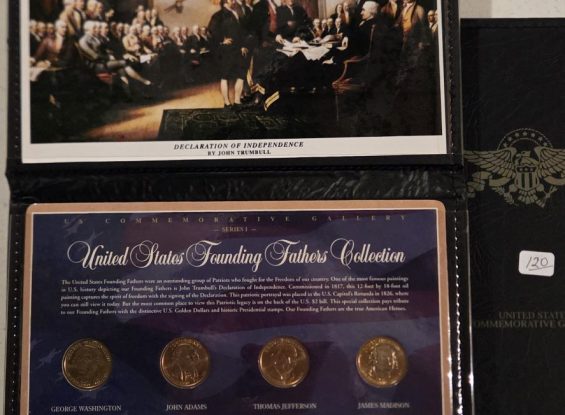 DECLARATION OF INDEPENDENCE
BY JOHN TRUMBULL
US COMMEMORATIVE GALLERY
— SERIES I —
United States Founding Fathers Collection
The United States Founding Fathers were an outstanding group of Patriots who fought for the Freedom of our country. One of the most famous paintings
in U.S. history depicting our Founding Fathers is John Trumbull's Declaration of Independence. Commissioned in 1817, this 12-foot by 18-foot oil
painting captures the spirit of freedom with the signing of the Declaration. This patriots portrayal was placed in the U.S. Capitol's Rotunda in 1826, where
you can still view it today. But the most common place to view this Patriotic legacy is on the back of the U.S. $2 bill. This special collection pays tribute
to our Founding Fathers with the distinctive U.S. Golden Dollars and historic Presidential stamps. Our Founding Fathers are the true American Heroes.
GEORGE WASHINGTON
JOHN ADAMS
THOMAS JEFFERSON
JAMES MADISON
120
UNITED STATES
COMMEMORATIVE G